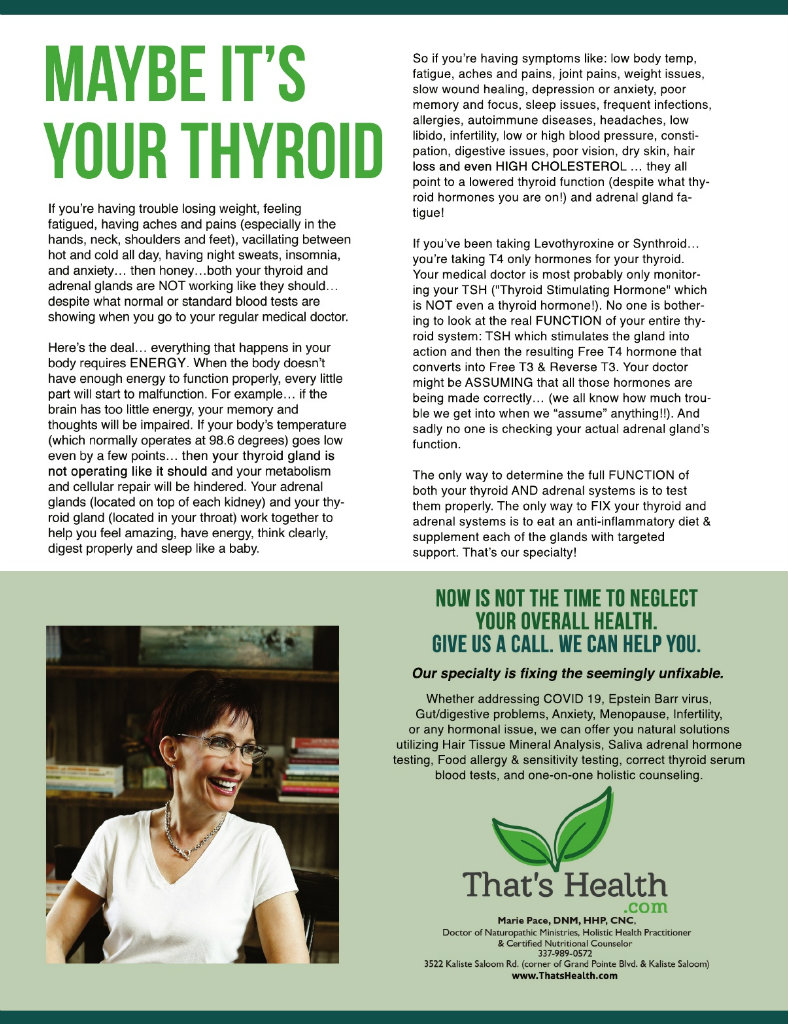 MAYBE IT'S
YOUR THYROID
If you're having trouble losing weight, feeling
fatigued, having aches and pains (especially in the
hands, neck, shoulders and feet), vacillating between
hot and cold all day, having night sweats, insomnia,
and anxiety… then honey…both your thyroid and
adrenal glands are NOT working like they should…
despite what normal or standard blood tests are
showing when you go to your regular medical doctor.
Here's the deal… everything that happens in your
body requires ENERGY. When the body doesn't
have enough energy to function properly, every little
part will start to malfunction. For example… if the
brain has too little energy, your memory and
thoughts will be impaired. If your body's temperature
(which normally operates at 98.6 degrees) goes low
even by a few points… then your thyroid gland is
not operating like it should and your metabolism
and cellular repair will be hindered. Your adrenal
glands (located on top of each kidney) and your thy-
roid gland (located in your throat) work together to
help you feel amazing, have energy, think clearly,
digest properly and sleep like a baby.
So if you're having symptoms like: low body temp,
fatigue, aches and pains, joint pains, weight issues,
slow wound healing, depression or anxiety, poor
memory and focus, sleep issues, frequent infections,
allergies, autoimmune diseases, headaches, low
libido, infertility, low or high blood pressure, consti-
pation, digestive issues, poor vision, dry skin, hair
loss and even HIGH CHOLESTEROL … they all
point to a lowered thyroid function (despite what thy-
roid hormones you are on!) and adrenal gland fa-
tigue!
If you've been taking Levothyroxine or Synthroid…
you're taking T4 only hormones for your thyroid.
Your medical doctor is most probably only monitor-
ing your TSH ("Thyroid Stimulating Hormone" which
is NOT even a thyroid hormone!). No one is bother-
ing to look at the real FUNCTION of your entire thy-
roid system: TSH which stimulates the gland into
action and then the resulting Free T4 hormone that
converts into Free T3 & Reverse T3. Your doctor
might be ASSUMING that all those hormones are
being made correctly… (we all know how much trou-
ble we get into when we “assume” anything!!). And
sadly no one is checking your actual adrenal gland's
function.
The only way to determine the full FUNCTION of
both your thyroid AND adrenal systems is to test
them properly. The only way to FIX your thyroid and
adrenal systems is to eat an anti-inflammatory diet &
supplement each of the glands with targeted
support. That's our specialty!
NOW IS NOT THE TIME TO NEGLECT
YOUR OVERALL HEALTH.
GIVE US A CALL. WE CAN HELP YOU.
Our specialty is fixing the seemingly unfixable.
Whether addressing COVID 19, Epstein Barr virus,
Gut/digestive problems, Anxiety, Menopause, Infertility,
or any hormonal issue, we can offer you natural solutions
utilizing Hair Tissue Mineral Analysis, Saliva adrenal hormone
testing, Food allergy & sensitivity testing, correct thyroid serum
blood tests, and one-on-one holistic counseling.
That's Health
.com
Marie Pace, DNM, HHP, CNC.
Doctor of Naturopathic Ministries, Holistic Health Practitioner
& Certified Nutritional Counselor
337-989-0572
3522 Kaliste Saloom Rd. (corner of Grand Pointe Blvd. & Kaliste Saloom)
www.ThatsHealth.com